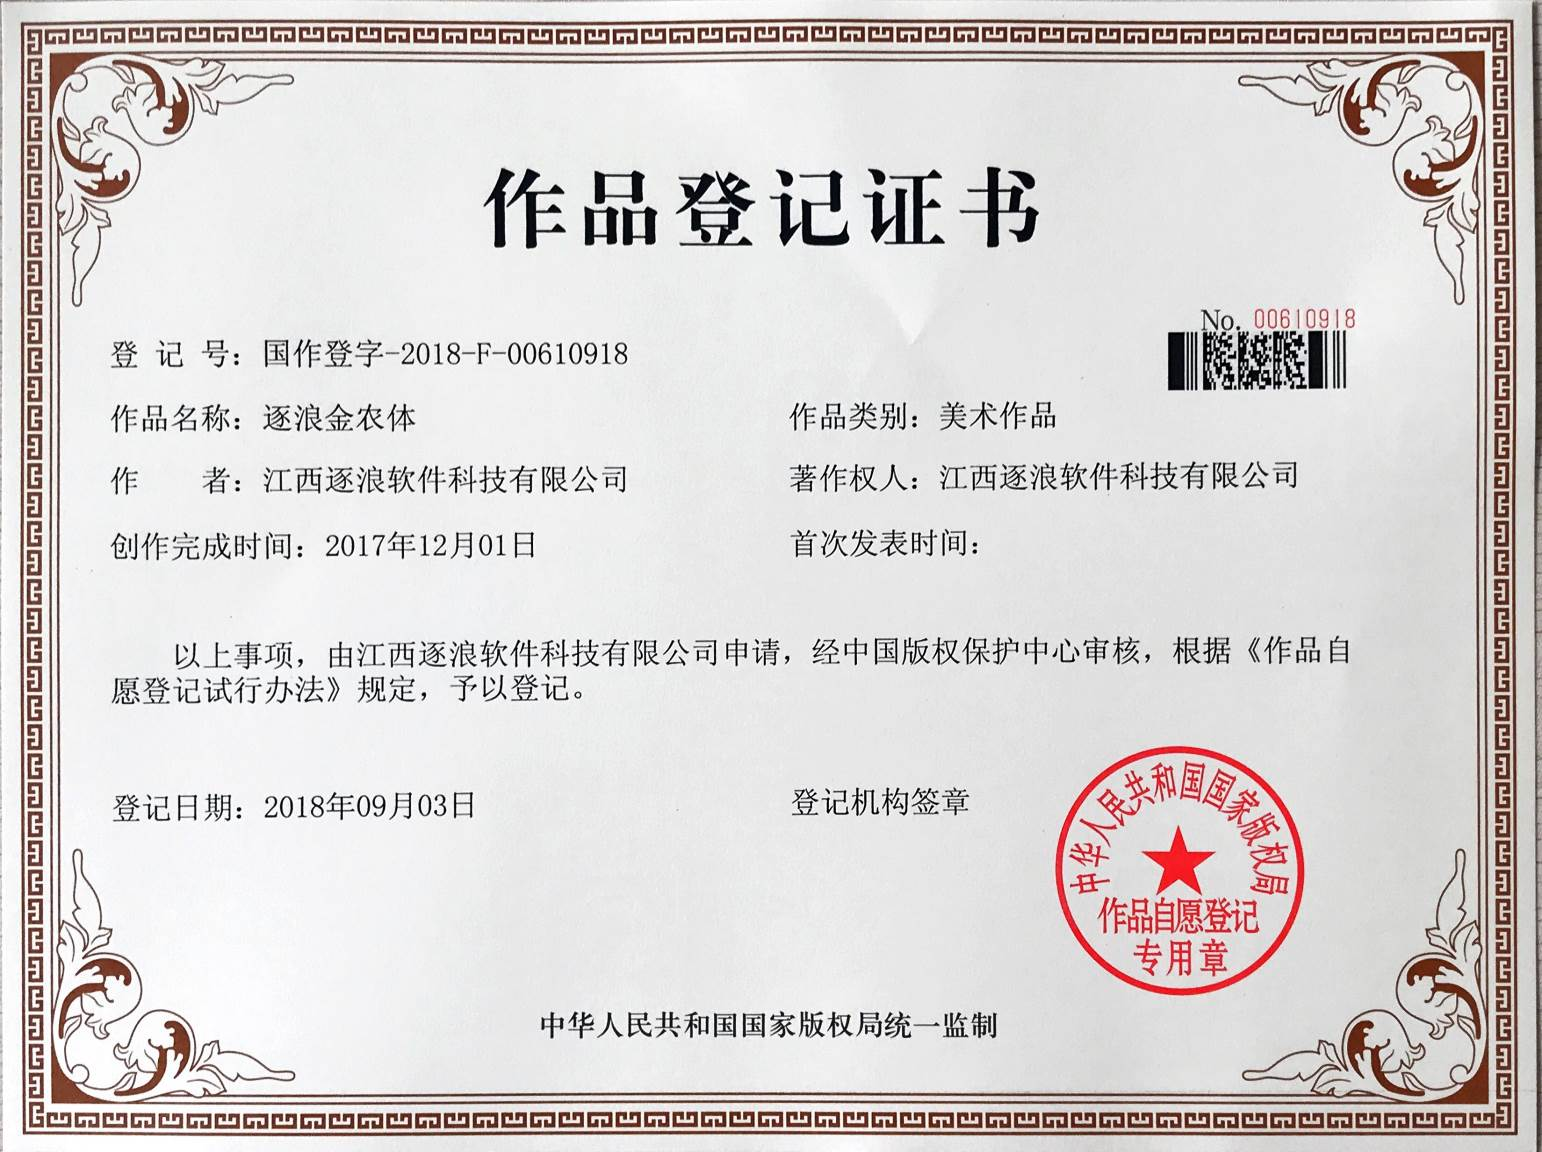 作品登记证书
No. 00610918
登 记 号：国作登字-2018-F-00610918
作品名称：逐浪金农体
作品类别：美术作品
作 者：江西逐浪软件科技有限公司
著作权人：江西逐浪软件科技有限公司
创作完成时间：2017年12月01日
首次发表时间：
以上事项，由江西逐浪软件科技有限公司申请，经中国版权保护中心审核，根据《作品自
愿登记试行办法》规定，予以登记。
登记日期：2018年09月03日
登记机构签章
中华人民共和国国家版权局
作品自愿登记
专用章
中华人民共和国国家版权局统一监制